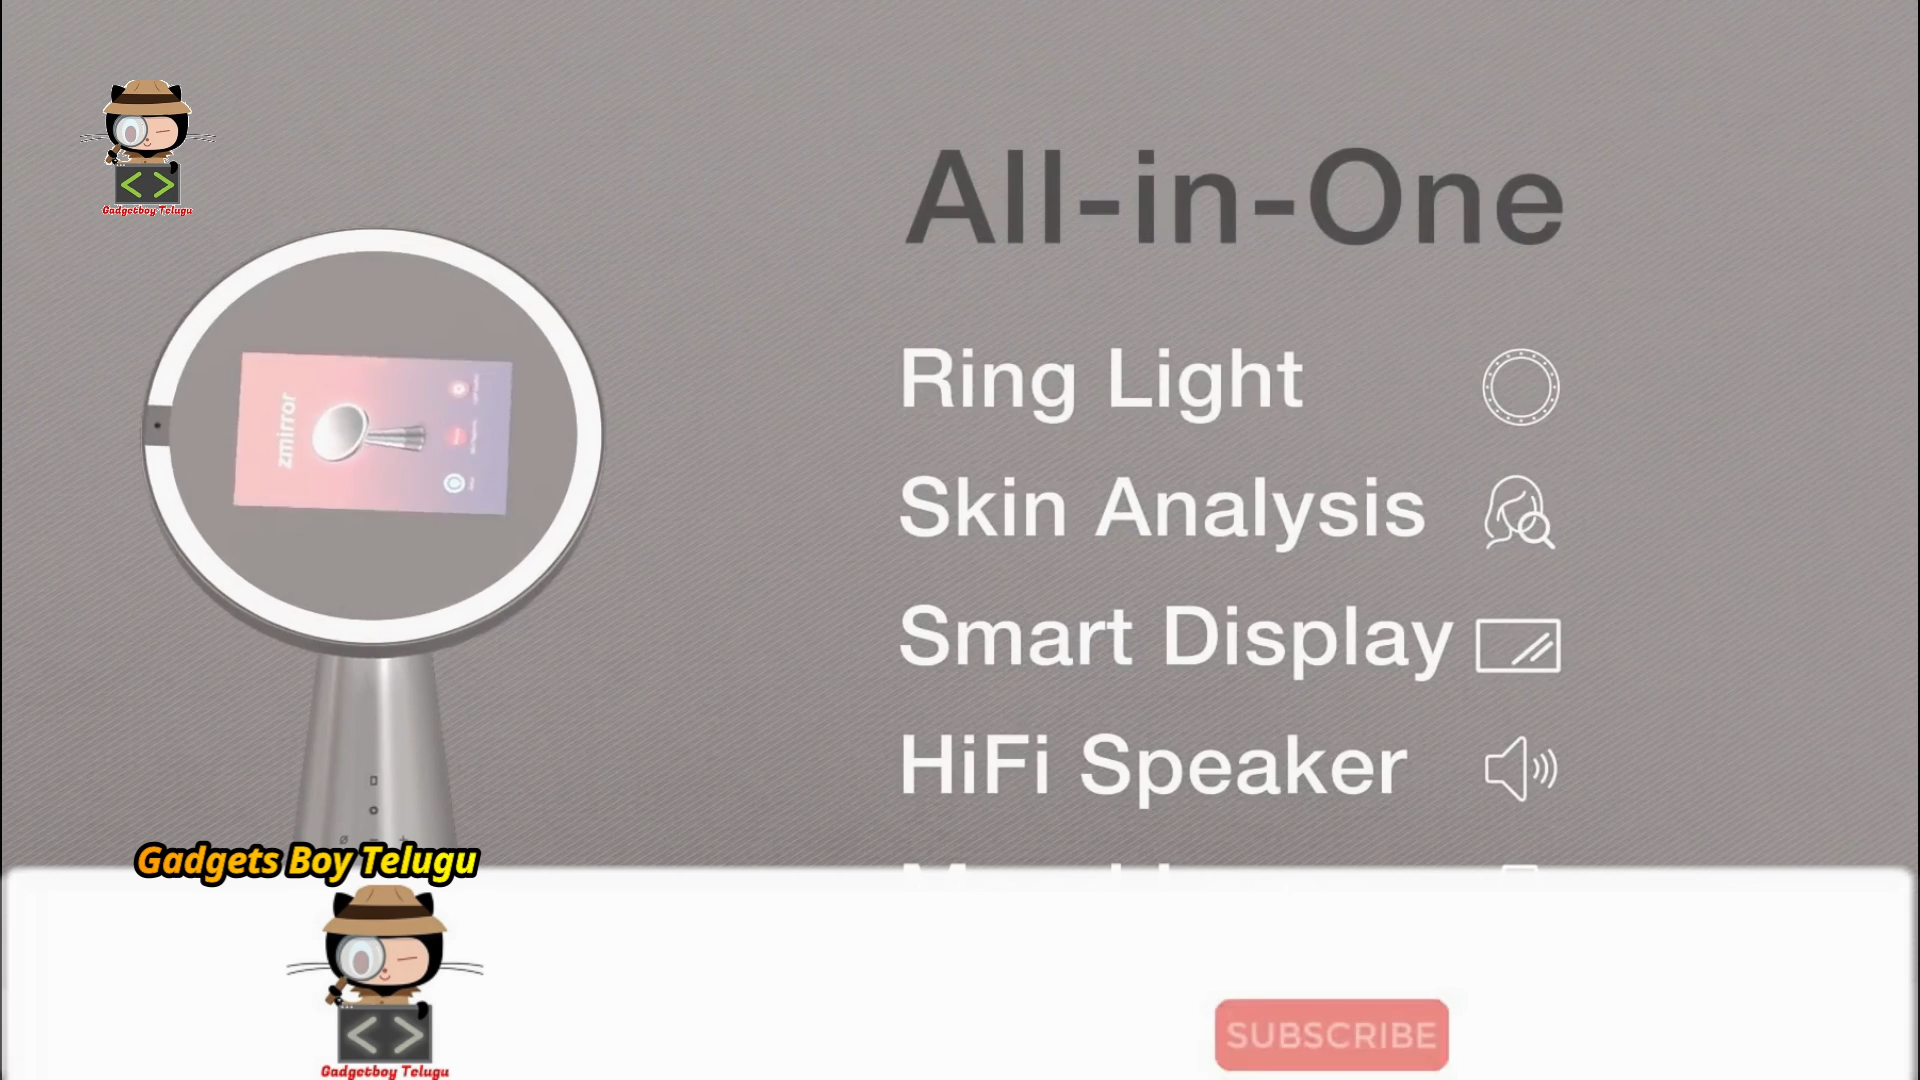 Gadgetboy Telugu
All-in-One
Ring Light
Skin Analysis
Smart Display
HiFi Speaker
zmirror
Gadgets Boy Telugu
< >
Gadgetboy Telugu
SUBSCRIBE